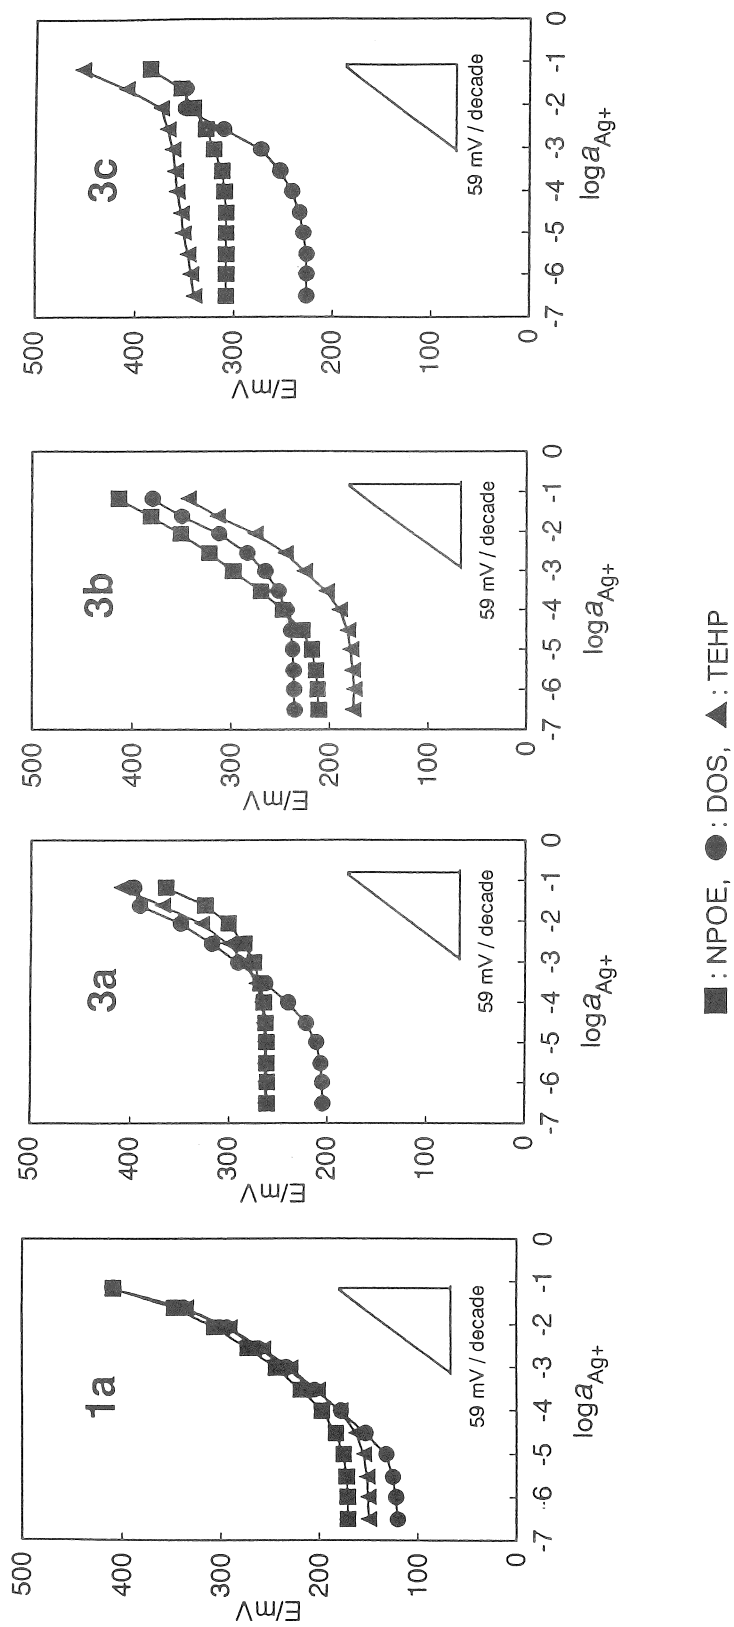 1a
500
400
300
200
100
0
E/mV
59 mV / decade
-7 -6 -5 -4 -3 -2 -1 0
log aAg+
3a
500
400
300
200
100
0
E/mV
59 mV / decade
-7 -6 -5 -4 -3 -2 -1 0
log aAg+
3b
500
400
300
200
100
0
E/mV
59 mV / decade
-7 -6 -5 -4 -3 -2 -1 0
log aAg+
3c
500
400
300
200
100
0
E/mV
59 mV / decade
-7 -6 -5 -4 -3 -2 -1 0
log aAg+
■ : NPOE, ● : DOS, ▲ : TEHP